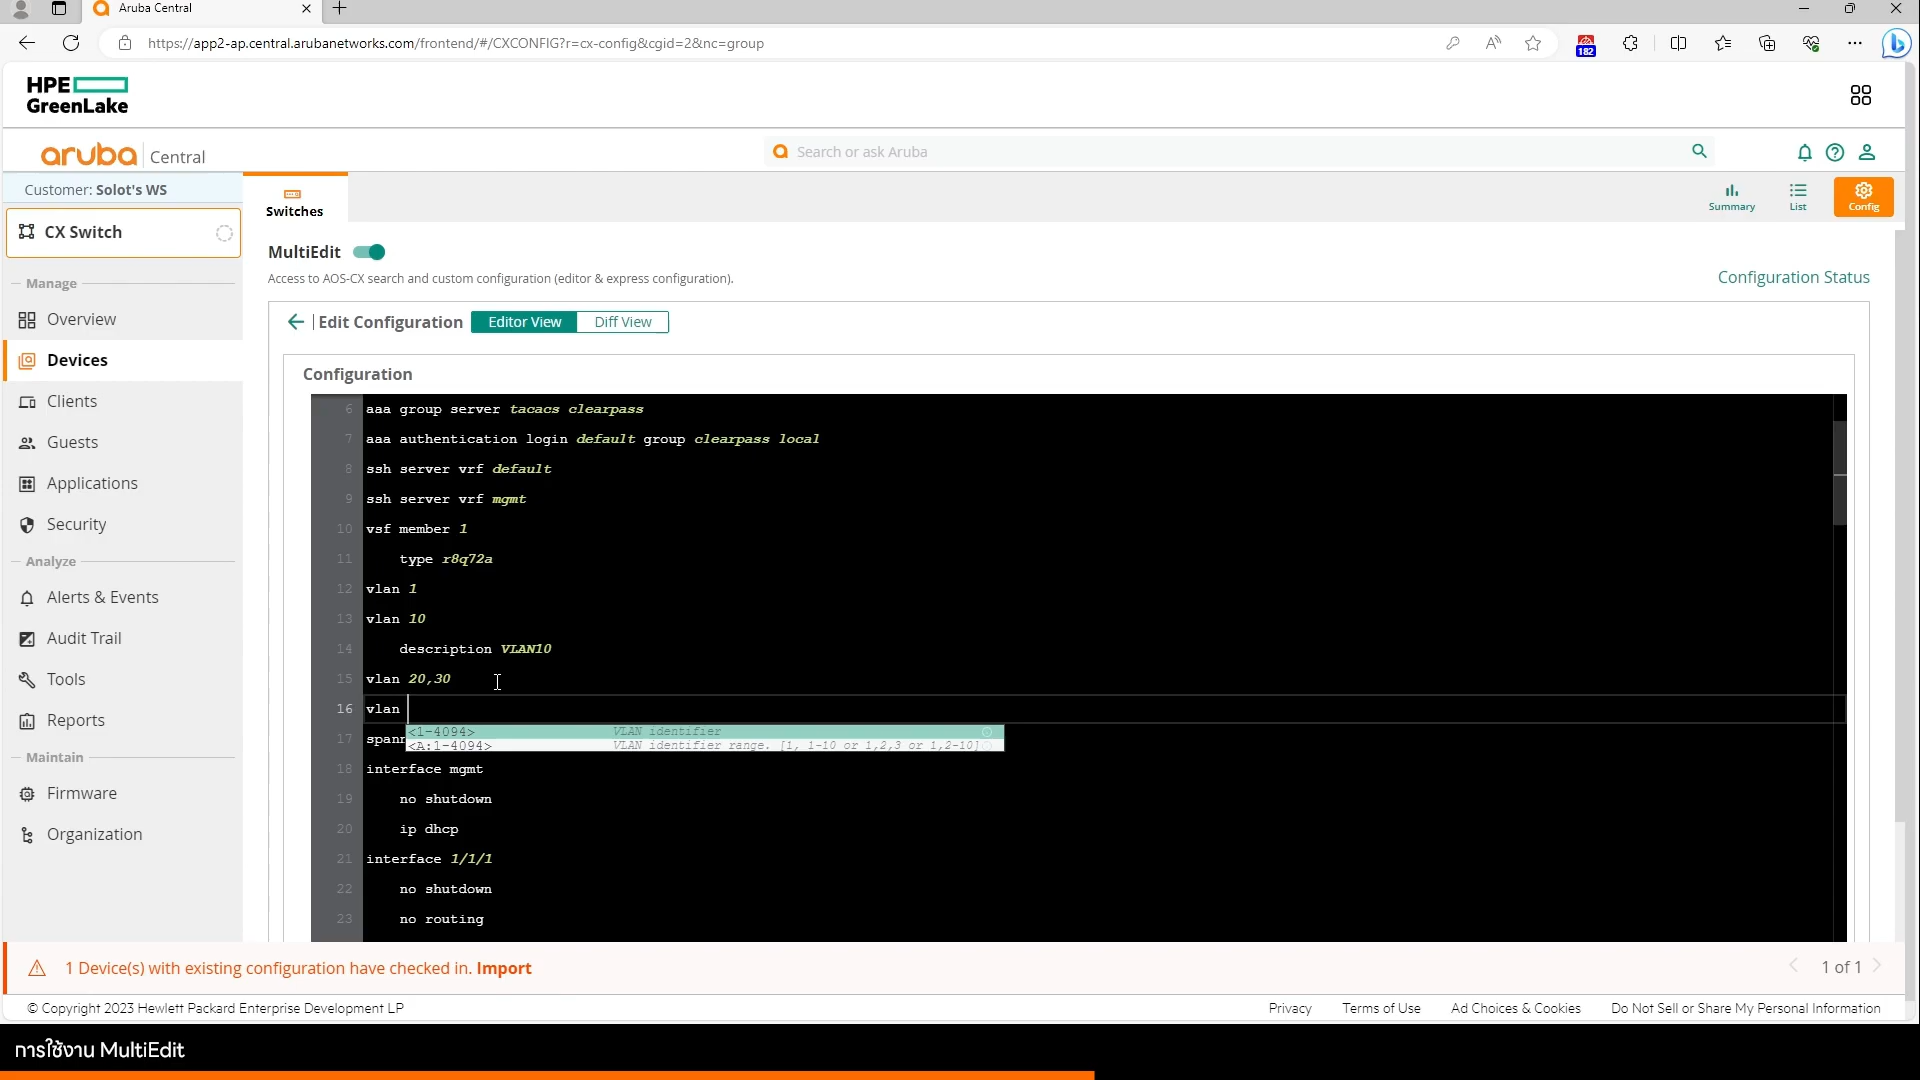 Aruba Central
https://app2-ap.central.arubanetworks.com/frontend/#/CXCONFIG?r=cx-config&cgid=2&nc=group
182
HPE
GreenLake
aruba Central
Search or ask Aruba
Customer: Solot's WS
Switches
Summary
List
Config
CX Switch
MultiEdit
Access to AOS-CX search and custom configuration (editor & express configuration).
Configuration Status
Manage
Overview
Devices
Clients
Guests
Applications
Security
Analyze
Alerts & Events
Audit Trail
Tools
Reports
Maintain
Firmware
Organization
Edit Configuration
Editor View
Diff View
Configuration
6 aaa group server tacacs clearpass
7 aaa authentication login default group clearpass local
8 ssh server vrf default
9 ssh server vrf mgmt
10 vsf member 1
11 type r8q72a
12 vlan 1
13 vlan 10
14 description VLAN10
15 vlan 20,30
16 vlan
<1-4094> VLAN identifier
17 spann
<A:1-4094> VLAN identifier range. [1, 1-10 or 1,2,3 or 1,2-10]
18 interface mgmt
19 no shutdown
20 ip dhcp
21 interface 1/1/1
22 no shutdown
23 no routing
1 Device(s) with existing configuration have checked in. Import
1 of 1
© Copyright 2023 Hewlett Packard Enterprise Development LP
Privacy
Terms of Use
Ad Choices & Cookies
Do Not Sell or Share My Personal Information
การใช้งาน MultiEdit